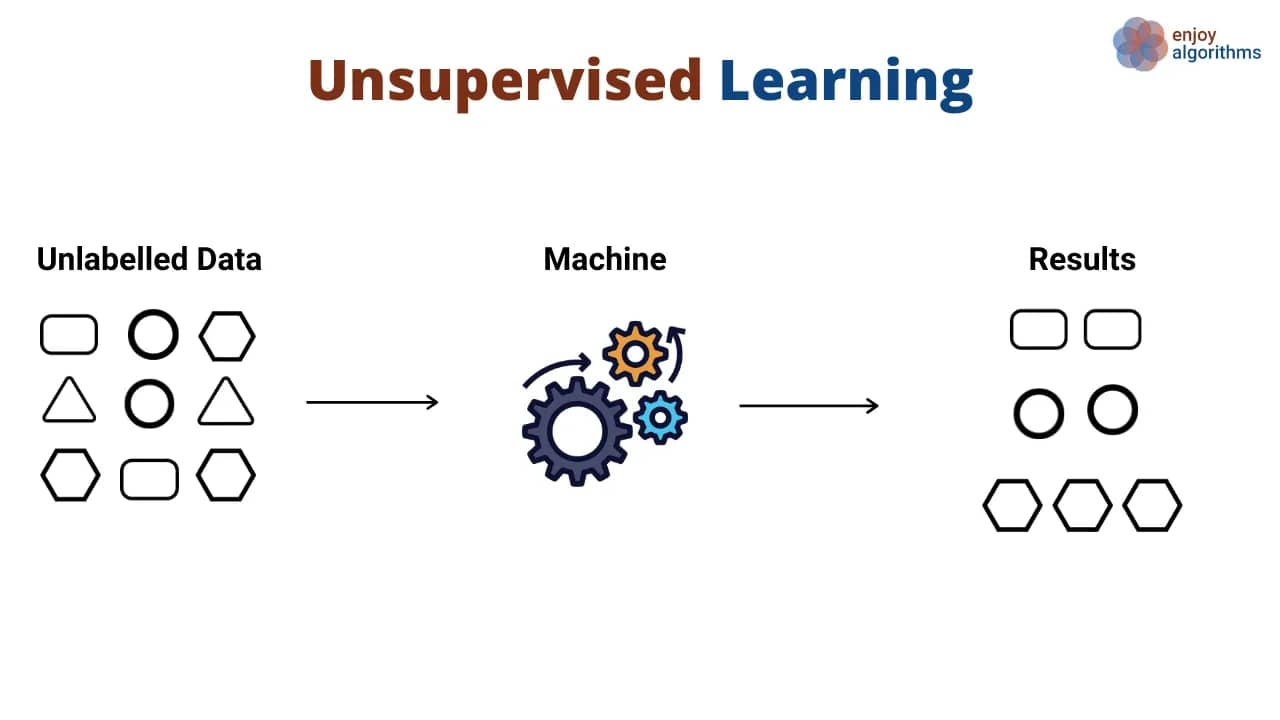 enjoy
algorithms
Unsupervised Learning
Unlabelled Data
Machine
Results